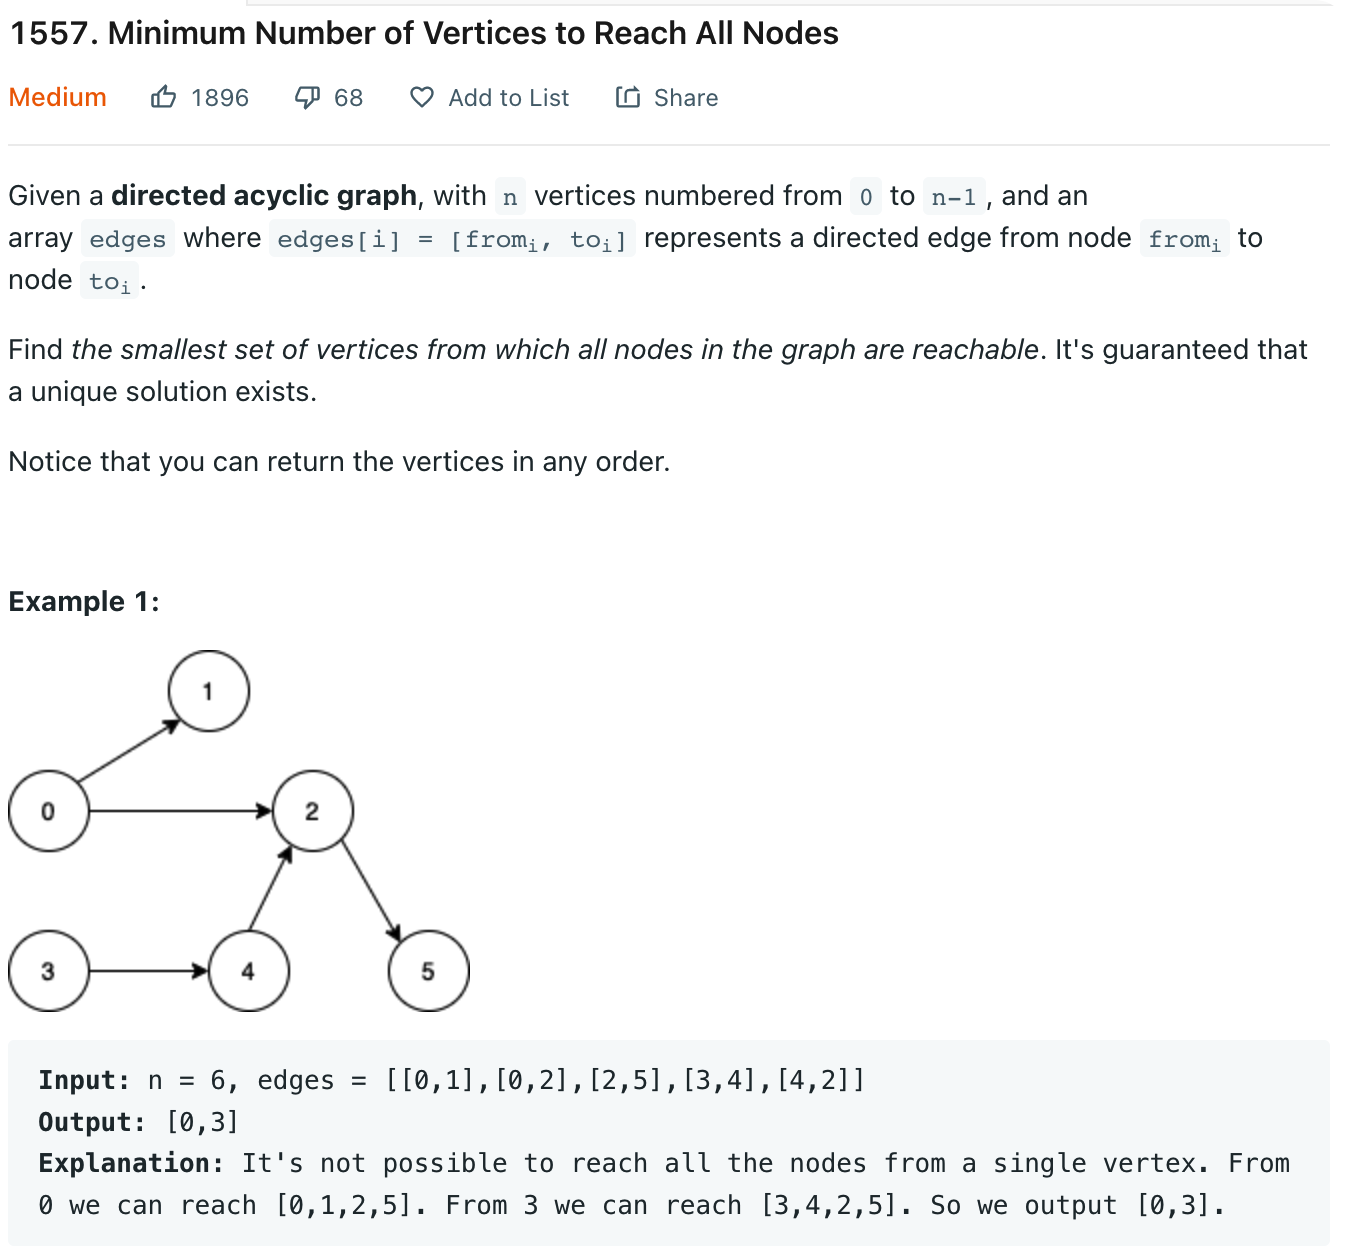 1557. Minimum Number of Vertices to Reach All Nodes
Medium 1896 68 Add to List Share
Given a directed acyclic graph, with n vertices numbered from 0 to n-1, and an
array edges where edges[i] = [fromᵢ, toᵢ] represents a directed edge from node fromᵢ to
node toᵢ.
Find the smallest set of vertices from which all nodes in the graph are reachable. It's guaranteed that
a unique solution exists.
Notice that you can return the vertices in any order.
Example 1:
1
0 2
3 4 5
Input: n = 6, edges = [[0,1],[0,2],[2,5],[3,4],[4,2]]
Output: [0,3]
Explanation: It's not possible to reach all the nodes from a single vertex. From
0 we can reach [0,1,2,5]. From 3 we can reach [3,4,2,5]. So we output [0,3].